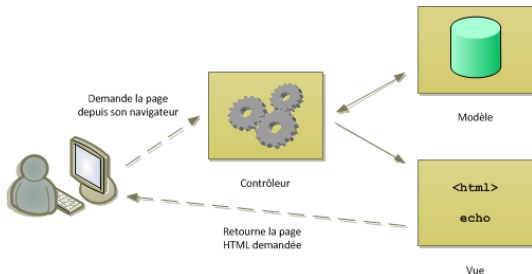 Demande la page
depuis son navigateur
Contrôleur
Modèle
<html>
echo
Vue
Retourne la page
HTML demandée